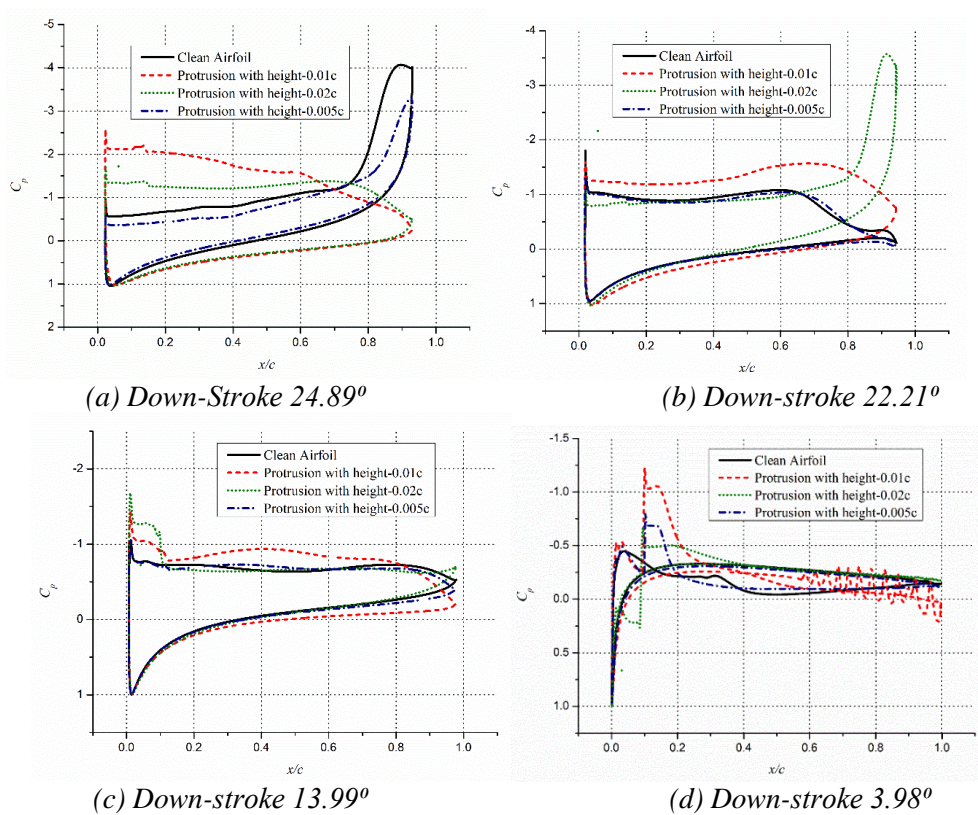 -5
-4
-3
-2
-1
0
1
2
C_p
0.0 0.2 0.4 0.6 0.8 1.0
x/c
Clean Airfoil
Protrusion with height-0.01c
Protrusion with height-0.02c
Protrusion with height-0.005c
(a) Down-Stroke 24.89º
-4
-3
-2
-1
0
1
C_p
0.0 0.2 0.4 0.6 0.8 1.0
x/c
Clean Airfoil
Protrusion with height-0.01c
Protrusion with height-0.02c
Protrusion with height-0.005c
(b) Down-stroke 22.21º
-2
-1
0
1
C_p
0.0 0.2 0.4 0.6 0.8 1.0
x/c
Clean Airfoil
Protrusion with height-0.01c
Protrusion with height-0.02c
Protrusion with height-0.005c
(c) Down-stroke 13.99º
-1.5
-1.0
-0.5
0.0
0.5
1.0
C_p
0.0 0.2 0.4 0.6 0.8 1.0
x/c
Clean Airfoil
Protrusion with height-0.01c
Protrusion with height-0.02c
Protrusion with height-0.005c
(d) Down-stroke 3.98º